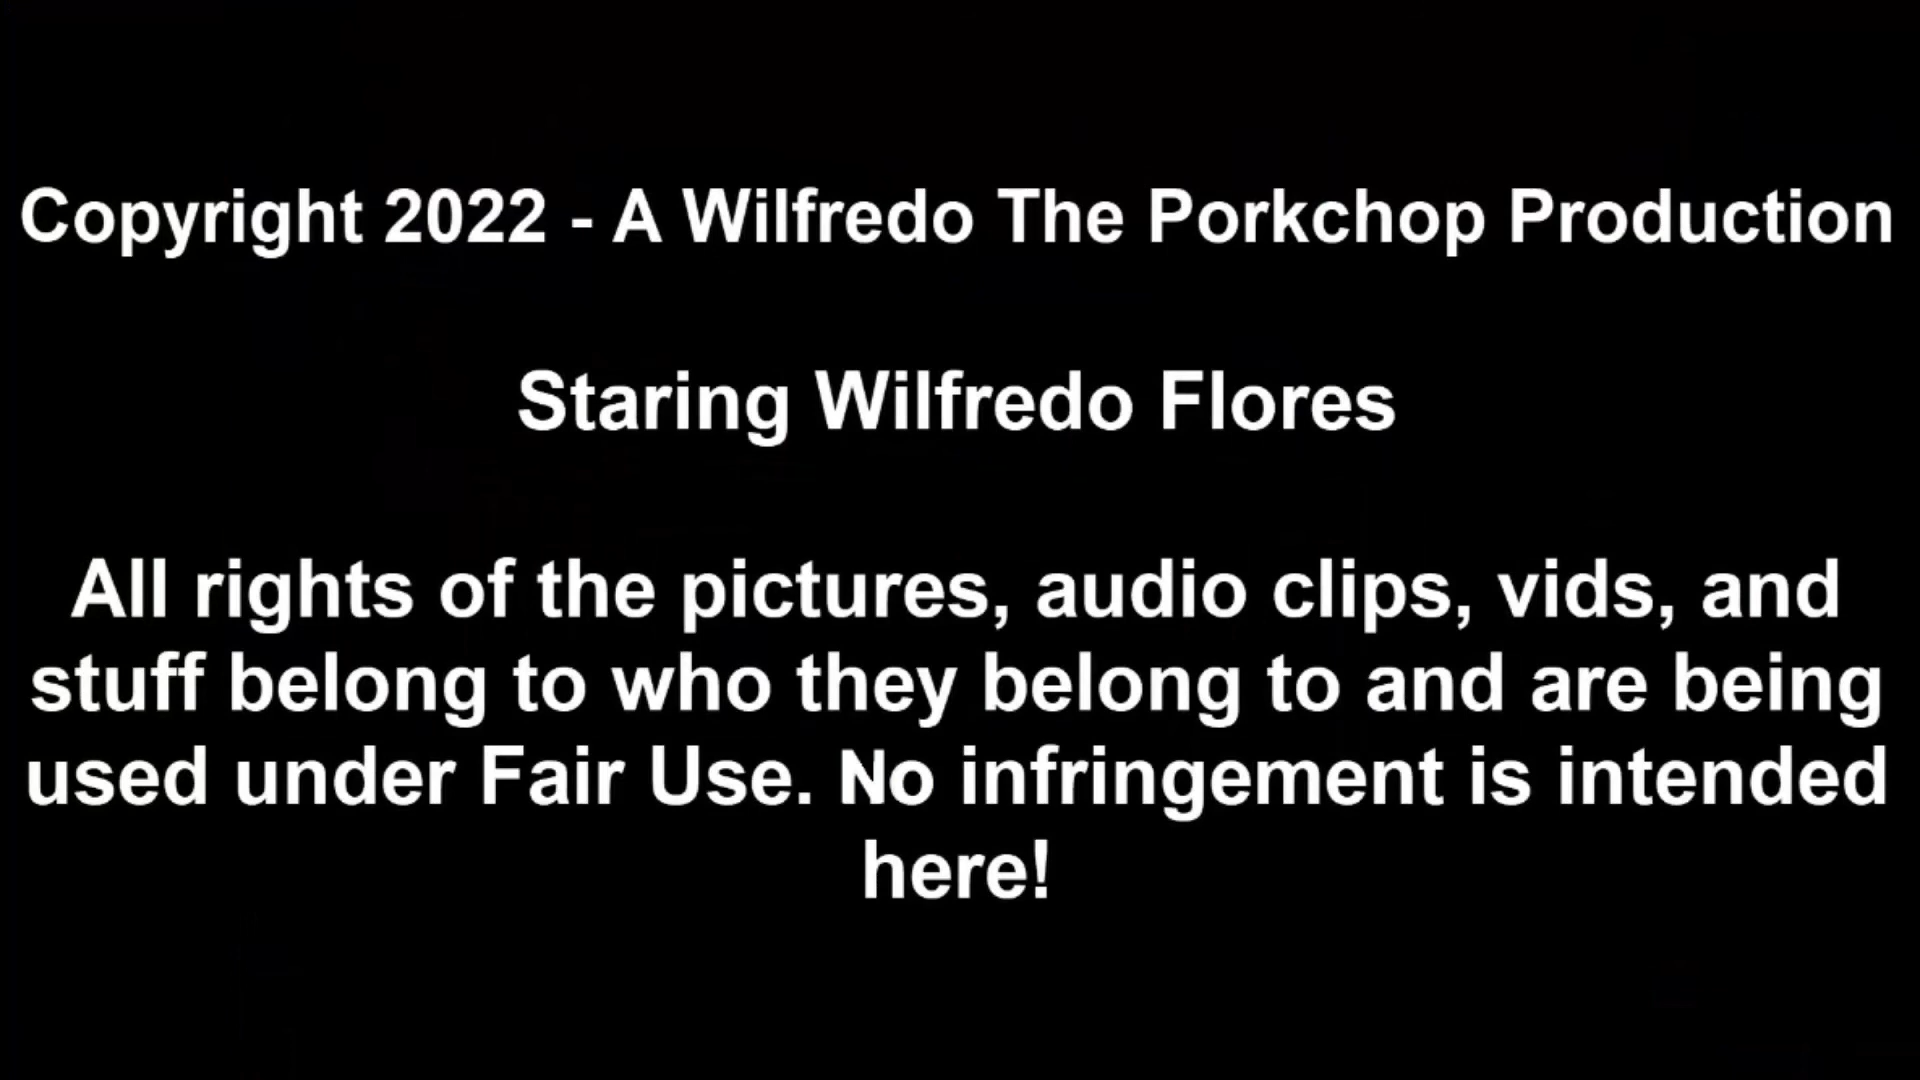 Copyright 2022 - A Wilfredo The Porkchop Production
Staring Wilfredo Flores
All rights of the pictures, audio clips, vids, and
stuff belong to who they belong to and are being
used under Fair Use. No infringement is intended
here!